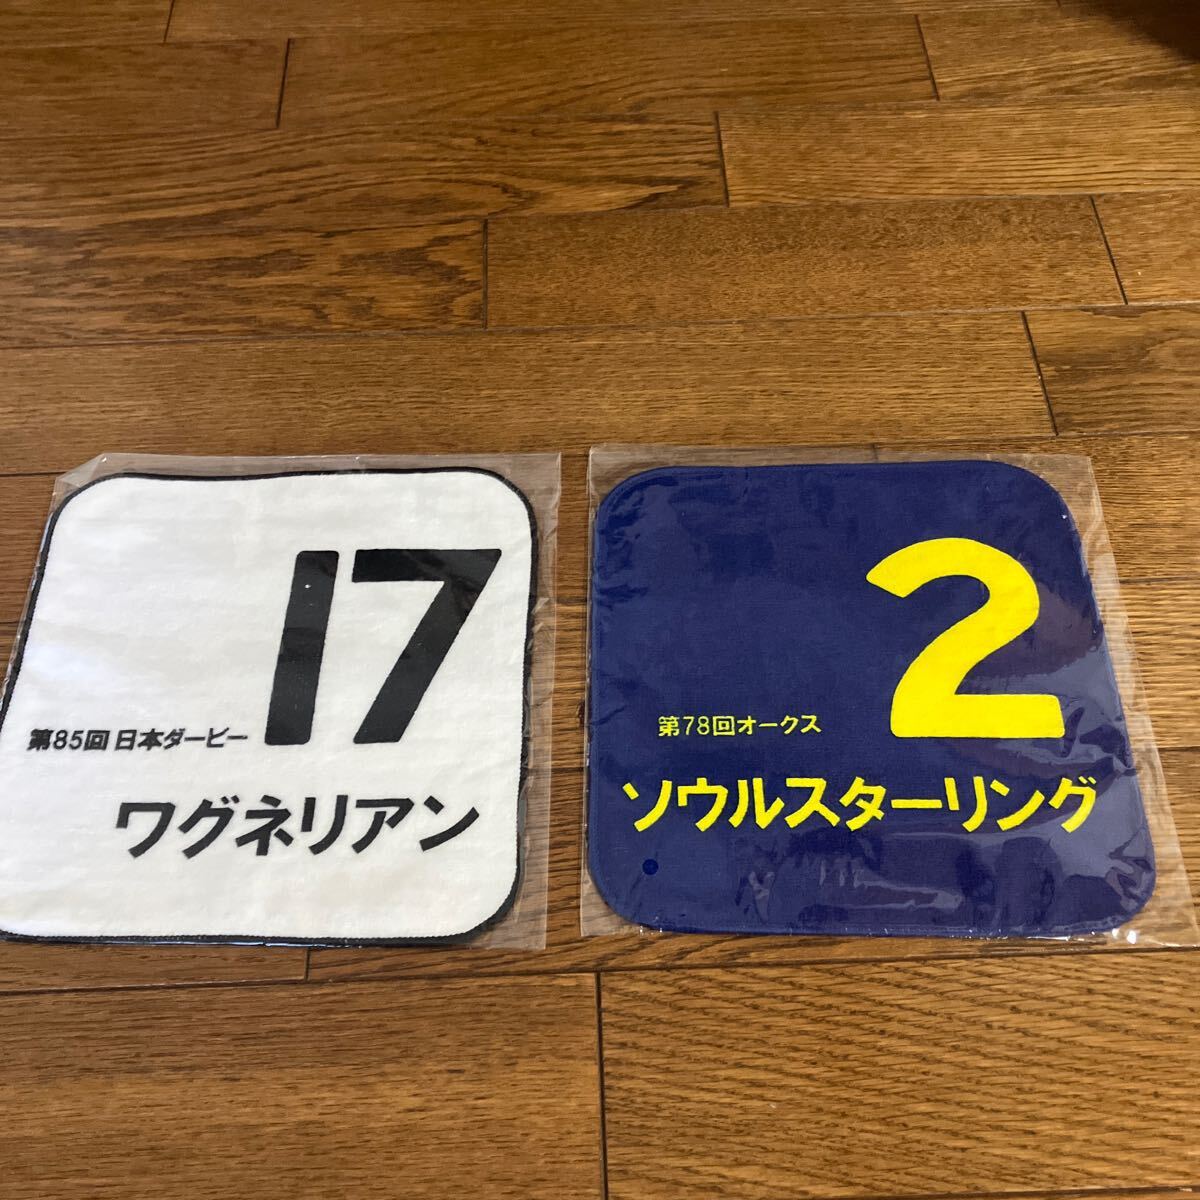 17
第85回 日本ダービー
ワグネリアン
2
第78回オークス
ソウルスターリング